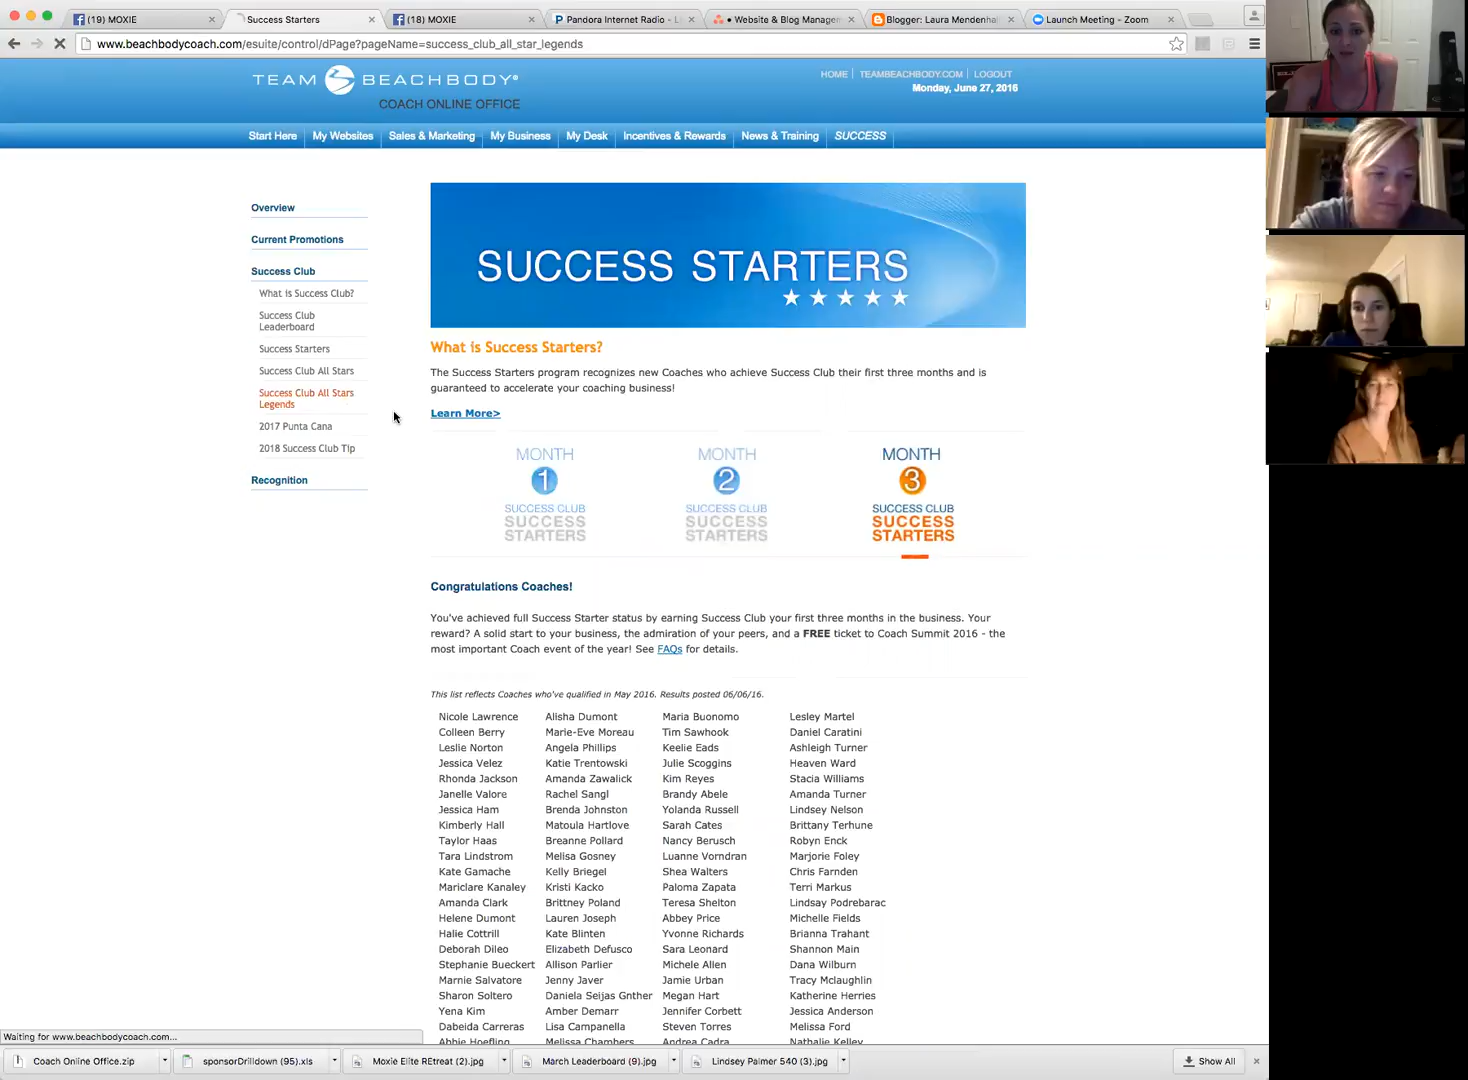 (19) MOXIE
Success Starters
(18) MOXIE
Pandora Internet Radio - L
• Website & Blog Managem
Blogger: Laura Mendenhal
Launch Meeting - Zoom
www.beachbodycoach.com/esuite/control/dPage?pageName=success_club_all_star_legends
TEAM BEACHBODY®
COACH ONLINE OFFICE
HOME TEAMBEACHBODY.COM LOGOUT
Monday, June 27, 2016
Start Here My Websites Sales & Marketing My Business My Desk Incentives & Rewards News & Training SUCCESS
Overview
Current Promotions
Success Club
What is Success Club?
Success Club
Leaderboard
Success Starters
Success Club All Stars
Success Club All Stars
Legends
2017 Punta Cana
2018 Success Club Tip
Recognition
SUCCESS STARTERS
What is Success Starters?
The Success Starters program recognizes new Coaches who achieve Success Club their first three months and is
guaranteed to accelerate your coaching business!
Learn More>
MONTH MONTH MONTH
1 2 3
SUCCESS CLUB SUCCESS CLUB SUCCESS CLUB
SUCCESS SUCCESS SUCCESS
STARTERS STARTERS STARTERS
Congratulations Coaches!
You've achieved full Success Starter status by earning Success Club your first three months in the business. Your
reward? A solid start to your business, the admiration of your peers, and a FREE ticket to Coach Summit 2016 - the
most important Coach event of the year! See FAQs for details.
This list reflects Coaches who've qualified in May 2016. Results posted 06/06/16.
Nicole Lawrence Alisha Dumont Maria Buonomo Lesley Martel
Colleen Berry Marie-Eve Moreau Tim Sawhook Daniel Caratini
Leslie Norton Angela Phillips Keelie Eads Ashleigh Turner
Jessica Velez Katie Trentowski Julie Scoggins Heaven Ward
Rhonda Jackson Amanda Zawalick Kim Reyes Stacia Williams
Janelle Valore Rachel Sangl Brandy Abele Amanda Turner
Jessica Ham Brenda Johnston Yolanda Russell Lindsey Nelson
Kimberly Hall Matoula Hartlove Sarah Cates Brittany Terhune
Taylor Haas Breanne Pollard Nancy Berusch Robyn Enck
Tara Lindstrom Melisa Gosney Luanne Vorndran Marjorie Foley
Kate Gamache Kelly Briegel Shea Walters Chris Farnden
Mariclare Kanaley Kristi Kacko Paloma Zapata Terri Markus
Amanda Clark Brittney Poland Teresa Shelton Lindsay Podrebarac
Helene Dumont Lauren Joseph Abbey Price Michelle Fields
Halie Cottrill Kate Blinten Yvonne Richards Brianna Trahant
Deborah Dileo Elizabeth Defusco Sara Leonard Shannon Main
Stephanie Bueckert Allison Parlier Michele Allen Dana Wilburn
Marnie Salvatore Jenny Javer Jamie Urban Tracy Mclaughlin
Sharon Soltero Daniela Seijas Gnther Megan Hart Katherine Herries
Yena Kim Amber Demarr Jennifer Corbett Jessica Anderson
Dabeida Carreras Lisa Campanella Steven Torres Melissa Ford
Abbie Hoefling Melissa Chambers Andrea Cadra Nathalie Kelley
Waiting for www.beachbodycoach.com...
Coach Online Office.zip
sponsorDrilldown (95).xls
Moxie Elite REtreat (2).jpg
March Leaderboard (9).jpg
Lindsey Palmer 540 (3).jpg
Show All